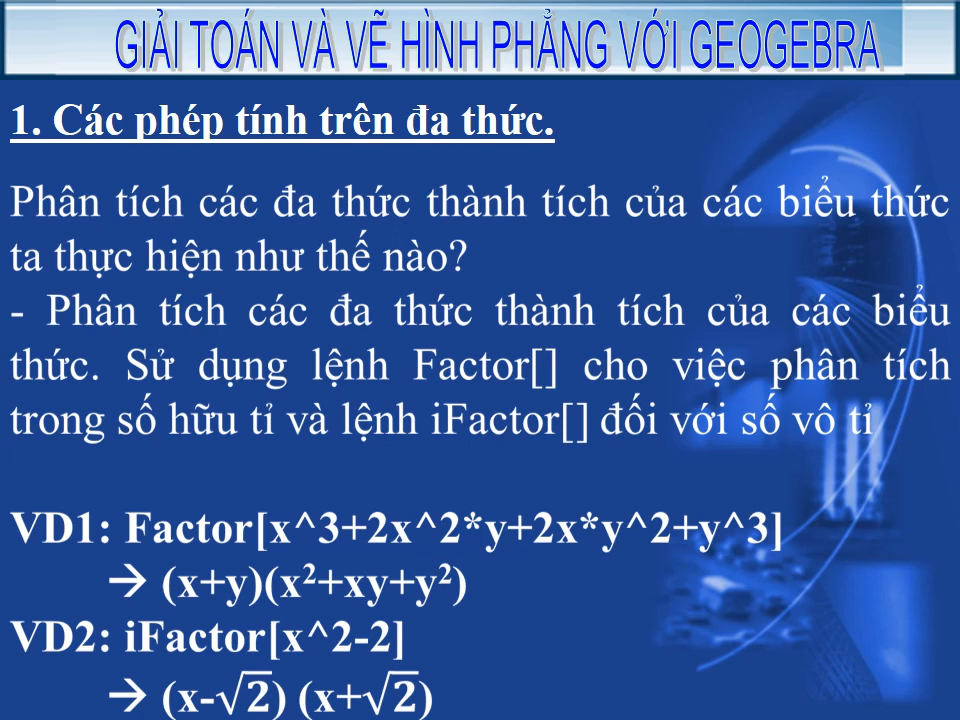 GIẢI TOÁN VÀ VẼ HÌNH PHẲNG VỚI GEOGEBRA
1. Các phép tính trên đa thức.
Phân tích các đa thức thành tích của các biểu thức
ta thực hiện như thế nào?
- Phân tích các đa thức thành tích của các biểu
thức. Sử dụng lệnh Factor[] cho việc phân tích
trong số hữu tỉ và lệnh iFactor[] đối với số vô tỉ
VD1: Factor[x^3+2x^2*y+2x*y^2+y^3]
→ (x+y)(x²+xy+y²)
VD2: iFactor[x^2-2]
→ (x-√2) (x+√2)